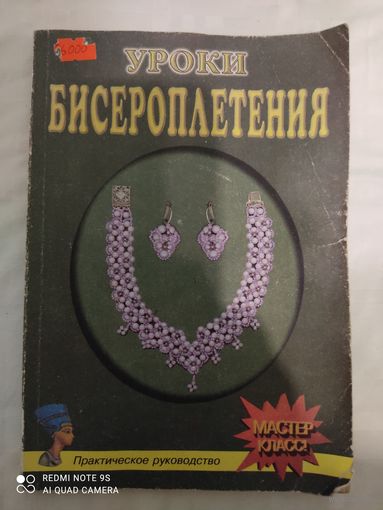 УРОКИ
БИСЕРОПЛЕТЕНИЯ
МАСТЕР
КЛАСС!
Практическое руководство
REDMI NOTE 9S
AI QUAD CAMERA